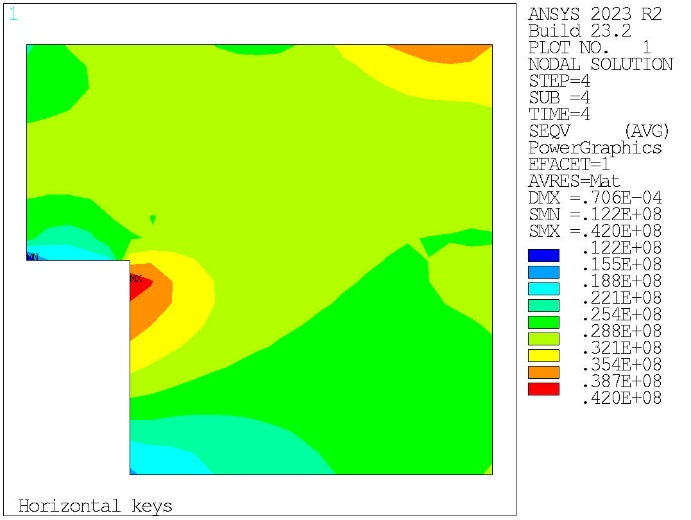 1
ANSYS 2023 R2
Build 23.2
PLOT NO. 1
NODAL SOLUTION
STEP=4
SUB =4
TIME=4
SEQV (AVG)
PowerGraphics
EFACET=1
AVRES=Mat
DMX =.706E-04
SMN =.122E+08
SMX =.420E+08
.122E+08
.155E+08
.188E+08
.221E+08
.254E+08
.288E+08
.321E+08
.354E+08
.387E+08
.420E+08
MN
MX
Horizontal keys